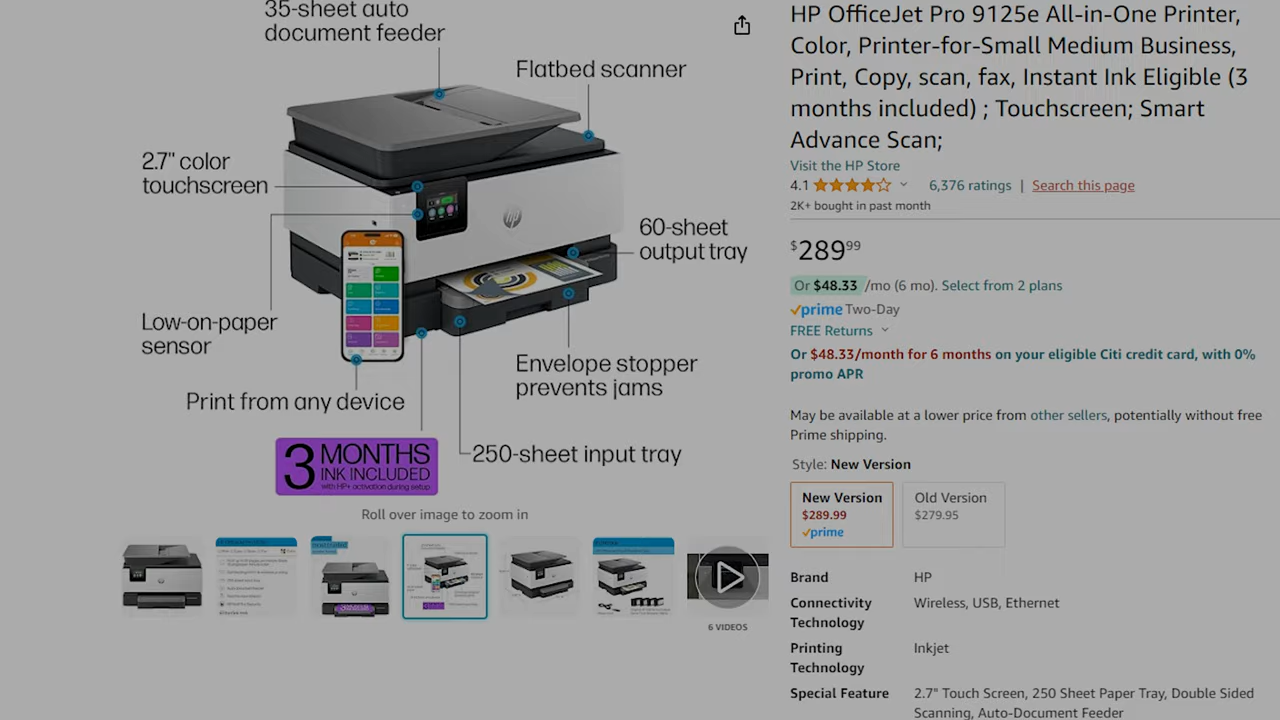 35-sheet auto
document feeder
Flatbed scanner
2.7" color
touchscreen
60-sheet
output tray
Low-on-paper
sensor
Envelope stopper
prevents jams
Print from any device
3 MONTHS
INK INCLUDED
with HP+ activation during setup
250-sheet input tray
Roll over image to zoom in
6 VIDEOS
HP OfficeJet Pro 9125e All-in-One Printer,
Color, Printer-for-Small Medium Business,
Print, Copy, scan, fax, Instant Ink Eligible (3
months included) ; Touchscreen; Smart
Advance Scan;
Visit the HP Store
4.1 6,376 ratings | Search this page
2K+ bought in past month
$289.99
Or $48.33 /mo (6 mo). Select from 2 plans
prime Two-Day
FREE Returns
Or $48.33/month for 6 months on your eligible Citi credit card, with 0%
promo APR
May be available at a lower price from other sellers, potentially without free
Prime shipping.
Style: New Version
New Version
$289.99
prime
Old Version
$279.95
Brand HP
Connectivity Wireless, USB, Ethernet
Technology
Printing Inkjet
Technology
Special Feature 2.7" Touch Screen, 250 Sheet Paper Tray, Double Sided
Scanning, Auto-Document Feeder